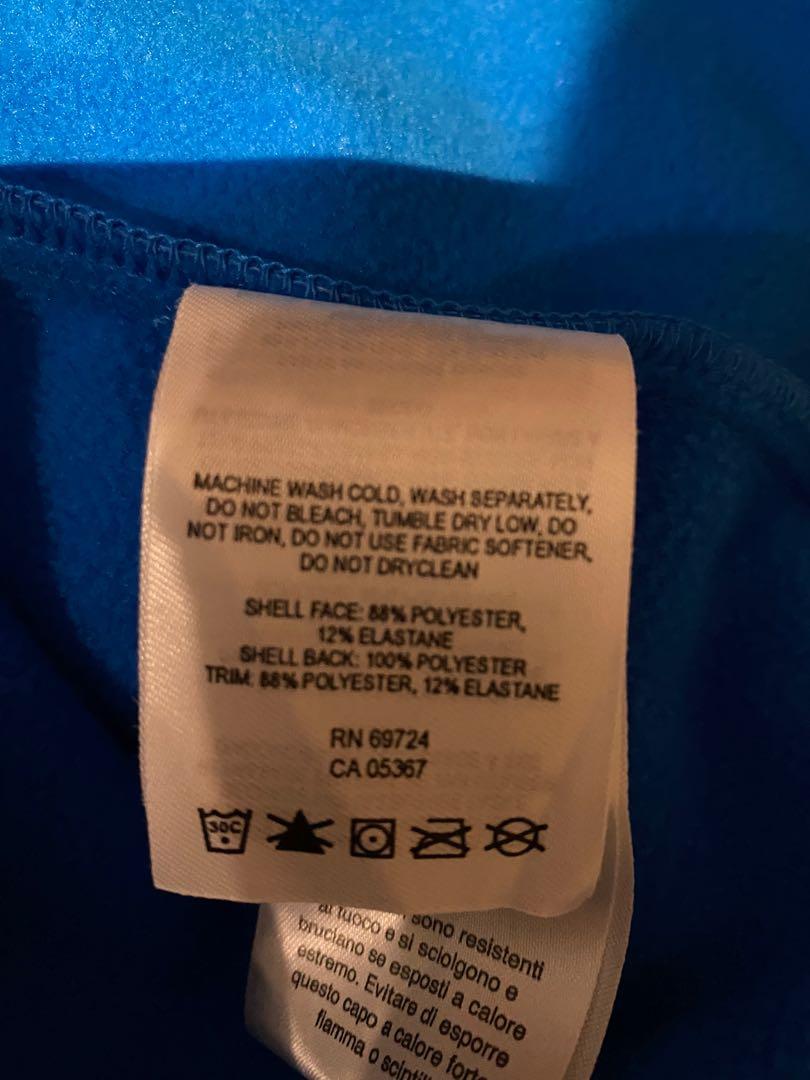 MACHINE WASH COLD, WASH SEPARATELY,
DO NOT BLEACH, TUMBLE DRY LOW, DO
NOT IRON, DO NOT USE FABRIC SOFTENER,
DO NOT DRYCLEAN
SHELL FACE: 88% POLYESTER,
12% ELASTANE
SHELL BACK: 100% POLYESTER
TRIM: 88% POLYESTER, 12% ELASTANE
RN 69724
CA 05367
30C
al fuoco e si sciolgono e
sono resistenti
bruciano se esposti a calore
estremo. Evitare di esporre
questo capo a calore forte
fiamma o